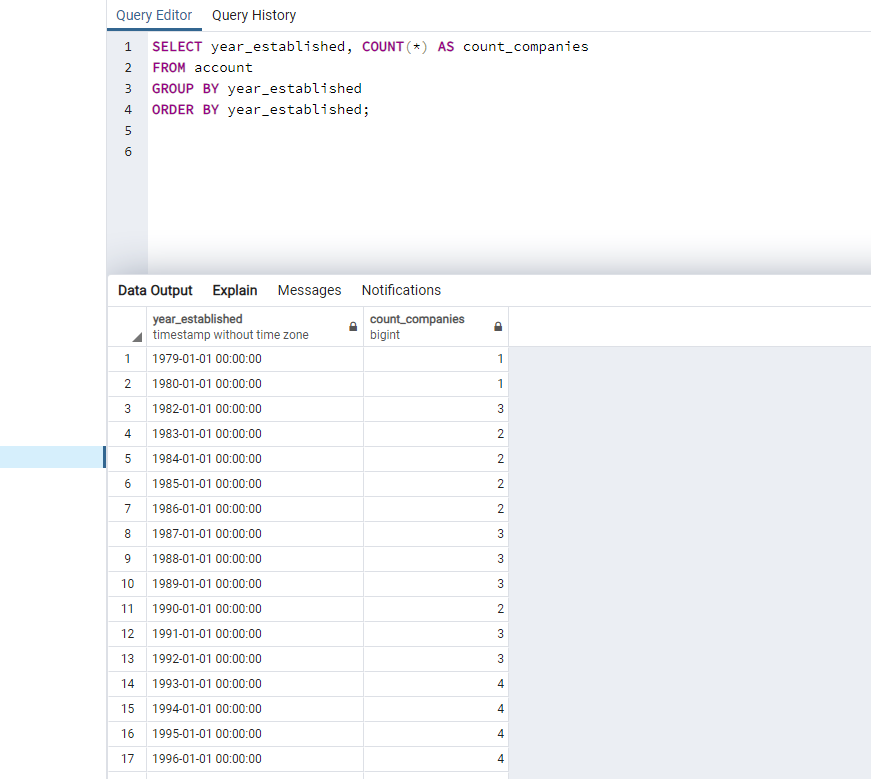 Query Editor Query History
1 SELECT year_established, COUNT(*) AS count_companies
2 FROM account
3 GROUP BY year_established
4 ORDER BY year_established;
5
6
Data Output Explain Messages Notifications
year_established count_companies
timestamp without time zone bigint
1 1979-01-01 00:00:00 1
2 1980-01-01 00:00:00 1
3 1982-01-01 00:00:00 3
4 1983-01-01 00:00:00 2
5 1984-01-01 00:00:00 2
6 1985-01-01 00:00:00 2
7 1986-01-01 00:00:00 2
8 1987-01-01 00:00:00 3
9 1988-01-01 00:00:00 3
10 1989-01-01 00:00:00 3
11 1990-01-01 00:00:00 2
12 1991-01-01 00:00:00 3
13 1992-01-01 00:00:00 3
14 1993-01-01 00:00:00 4
15 1994-01-01 00:00:00 4
16 1995-01-01 00:00:00 4
17 1996-01-01 00:00:00 4